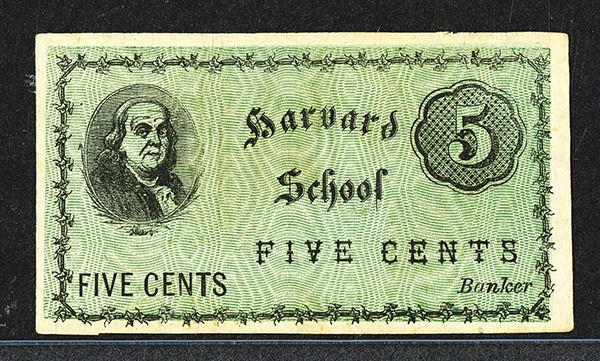 Harvard
School
5
FIVE CENTS
FIVE CENTS
Banker